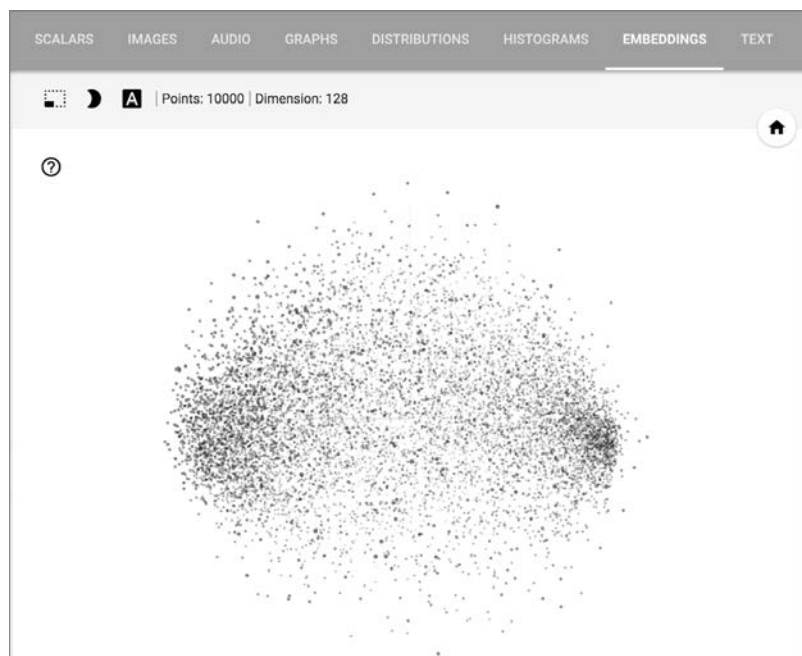 SCALARS IMAGES AUDIO GRAPHS DISTRIBUTIONS HISTOGRAMS EMBEDDINGS TEXT
A | Points: 10000 | Dimension: 128
?